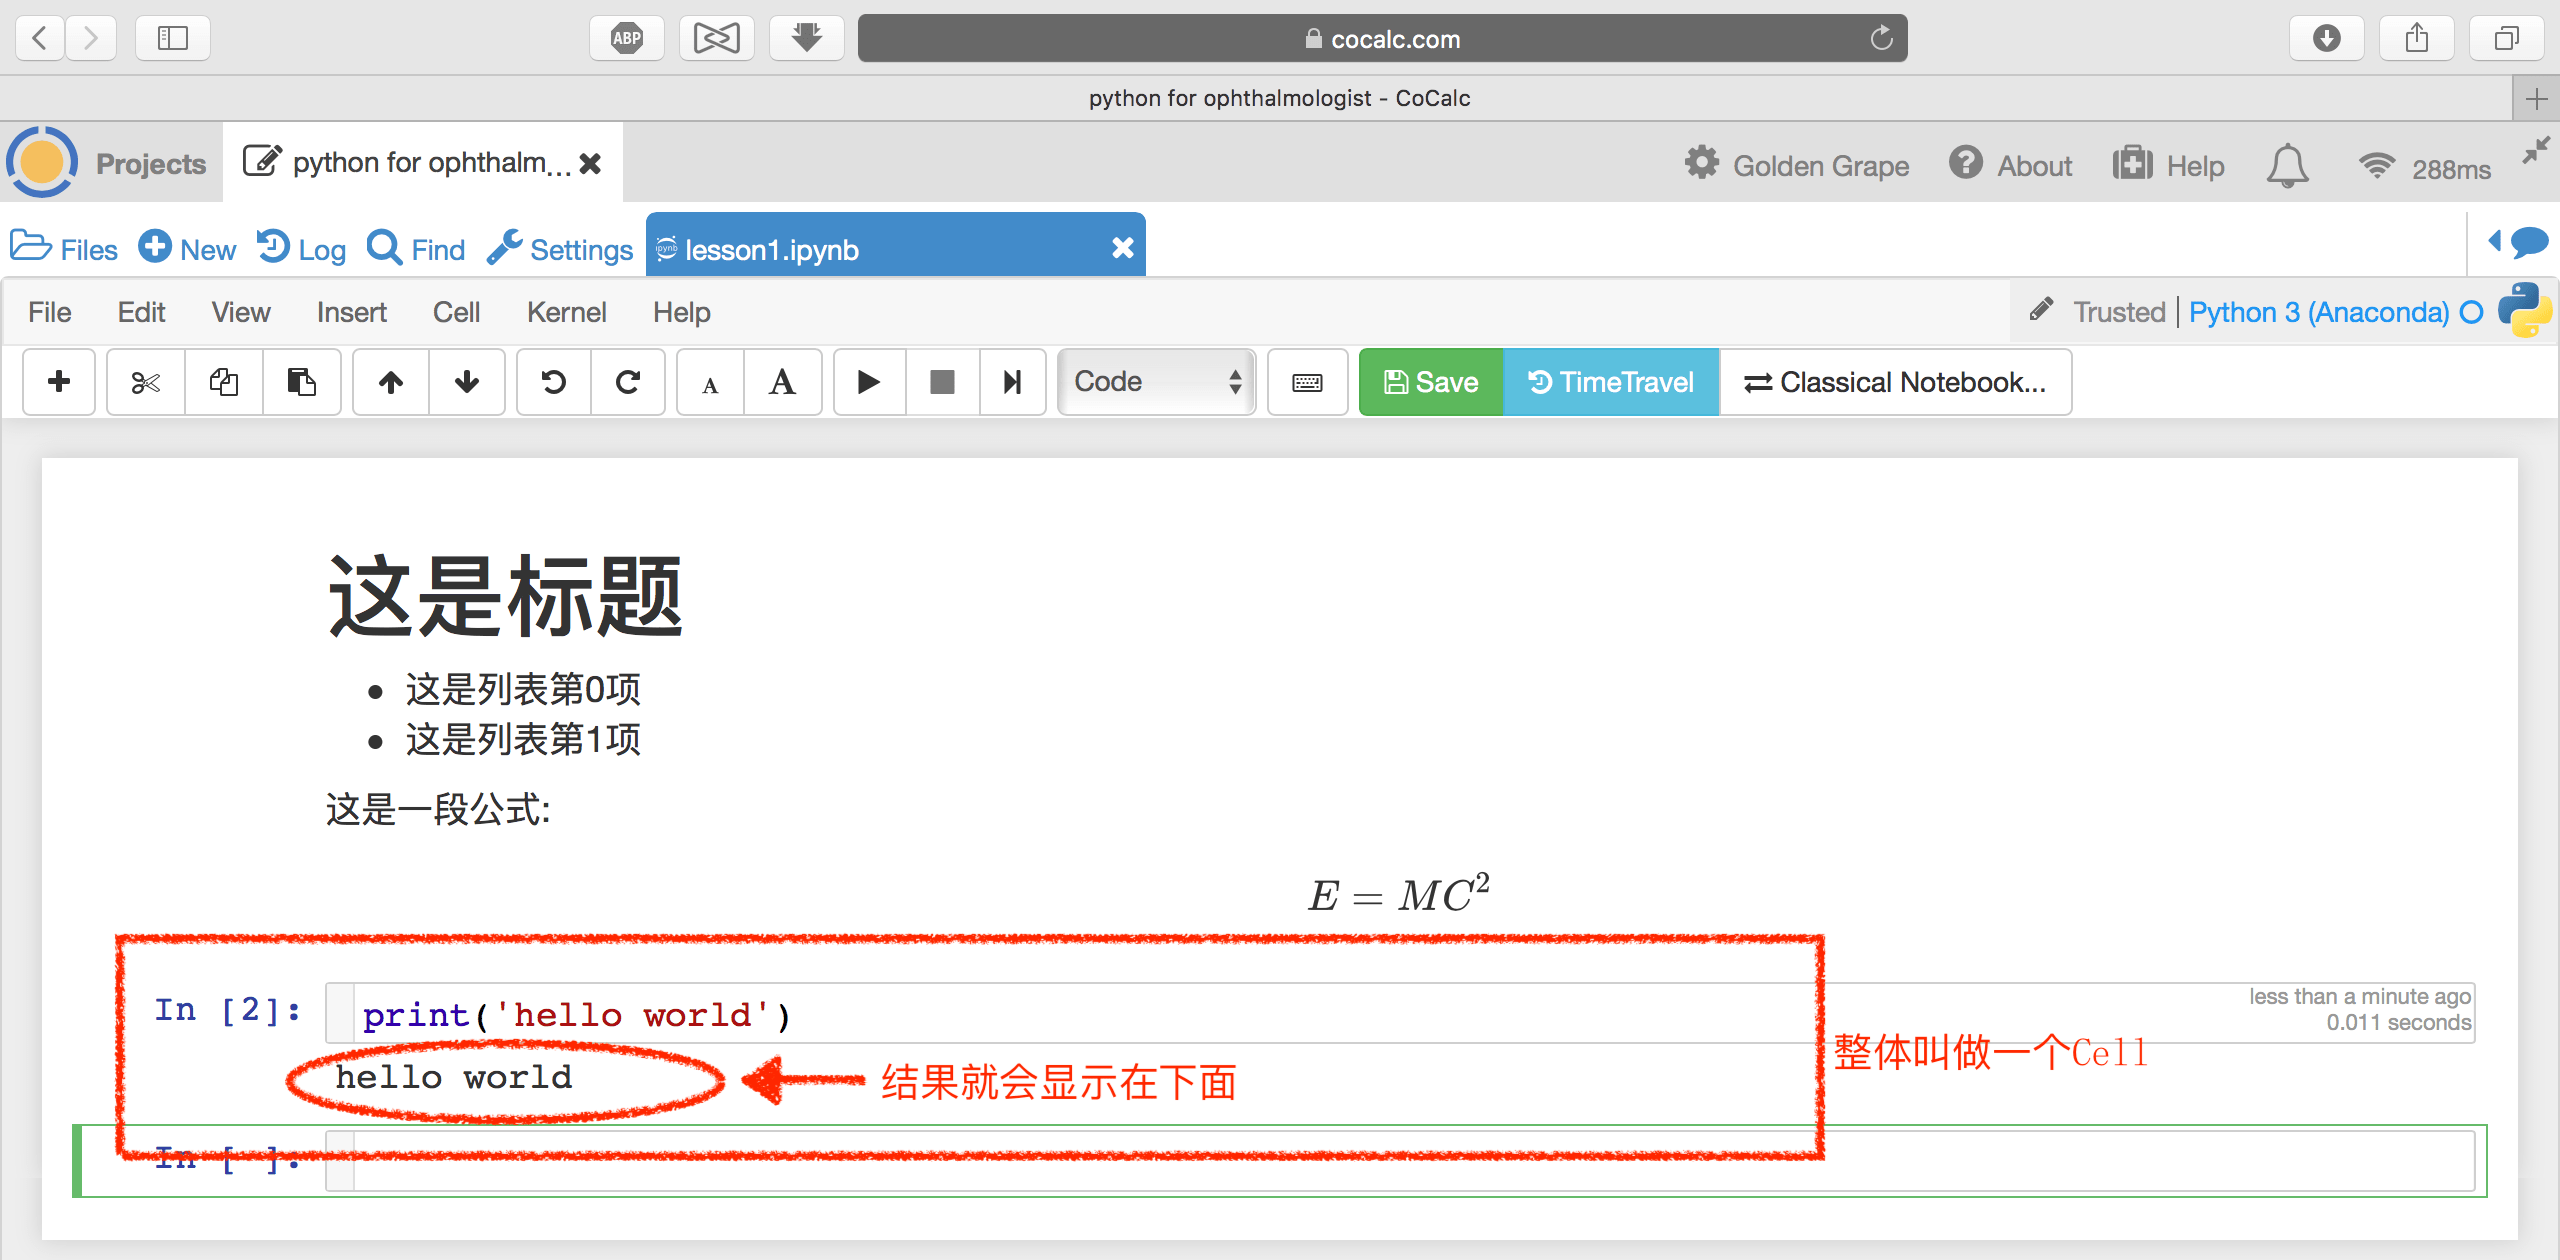 ABP
cocalc.com
python for ophthalmologist - CoCalc
Projects
python for ophthalm...
Golden Grape
About
Help
288ms
Files
New
Log
Find
Settings
ipynb
lesson1.ipynb
File
Edit
View
Insert
Cell
Kernel
Help
Trusted
Python 3 (Anaconda)
A
A
Code
Save
TimeTravel
Classical Notebook...
这是标题
这是列表第0项
这是列表第1项
这是一段公式:
E = MC²
In [2]:
print('hello world')
less than a minute ago
0.011 seconds
整体叫做一个Cell
hello world
结果就会显示在下面
In [ ]: